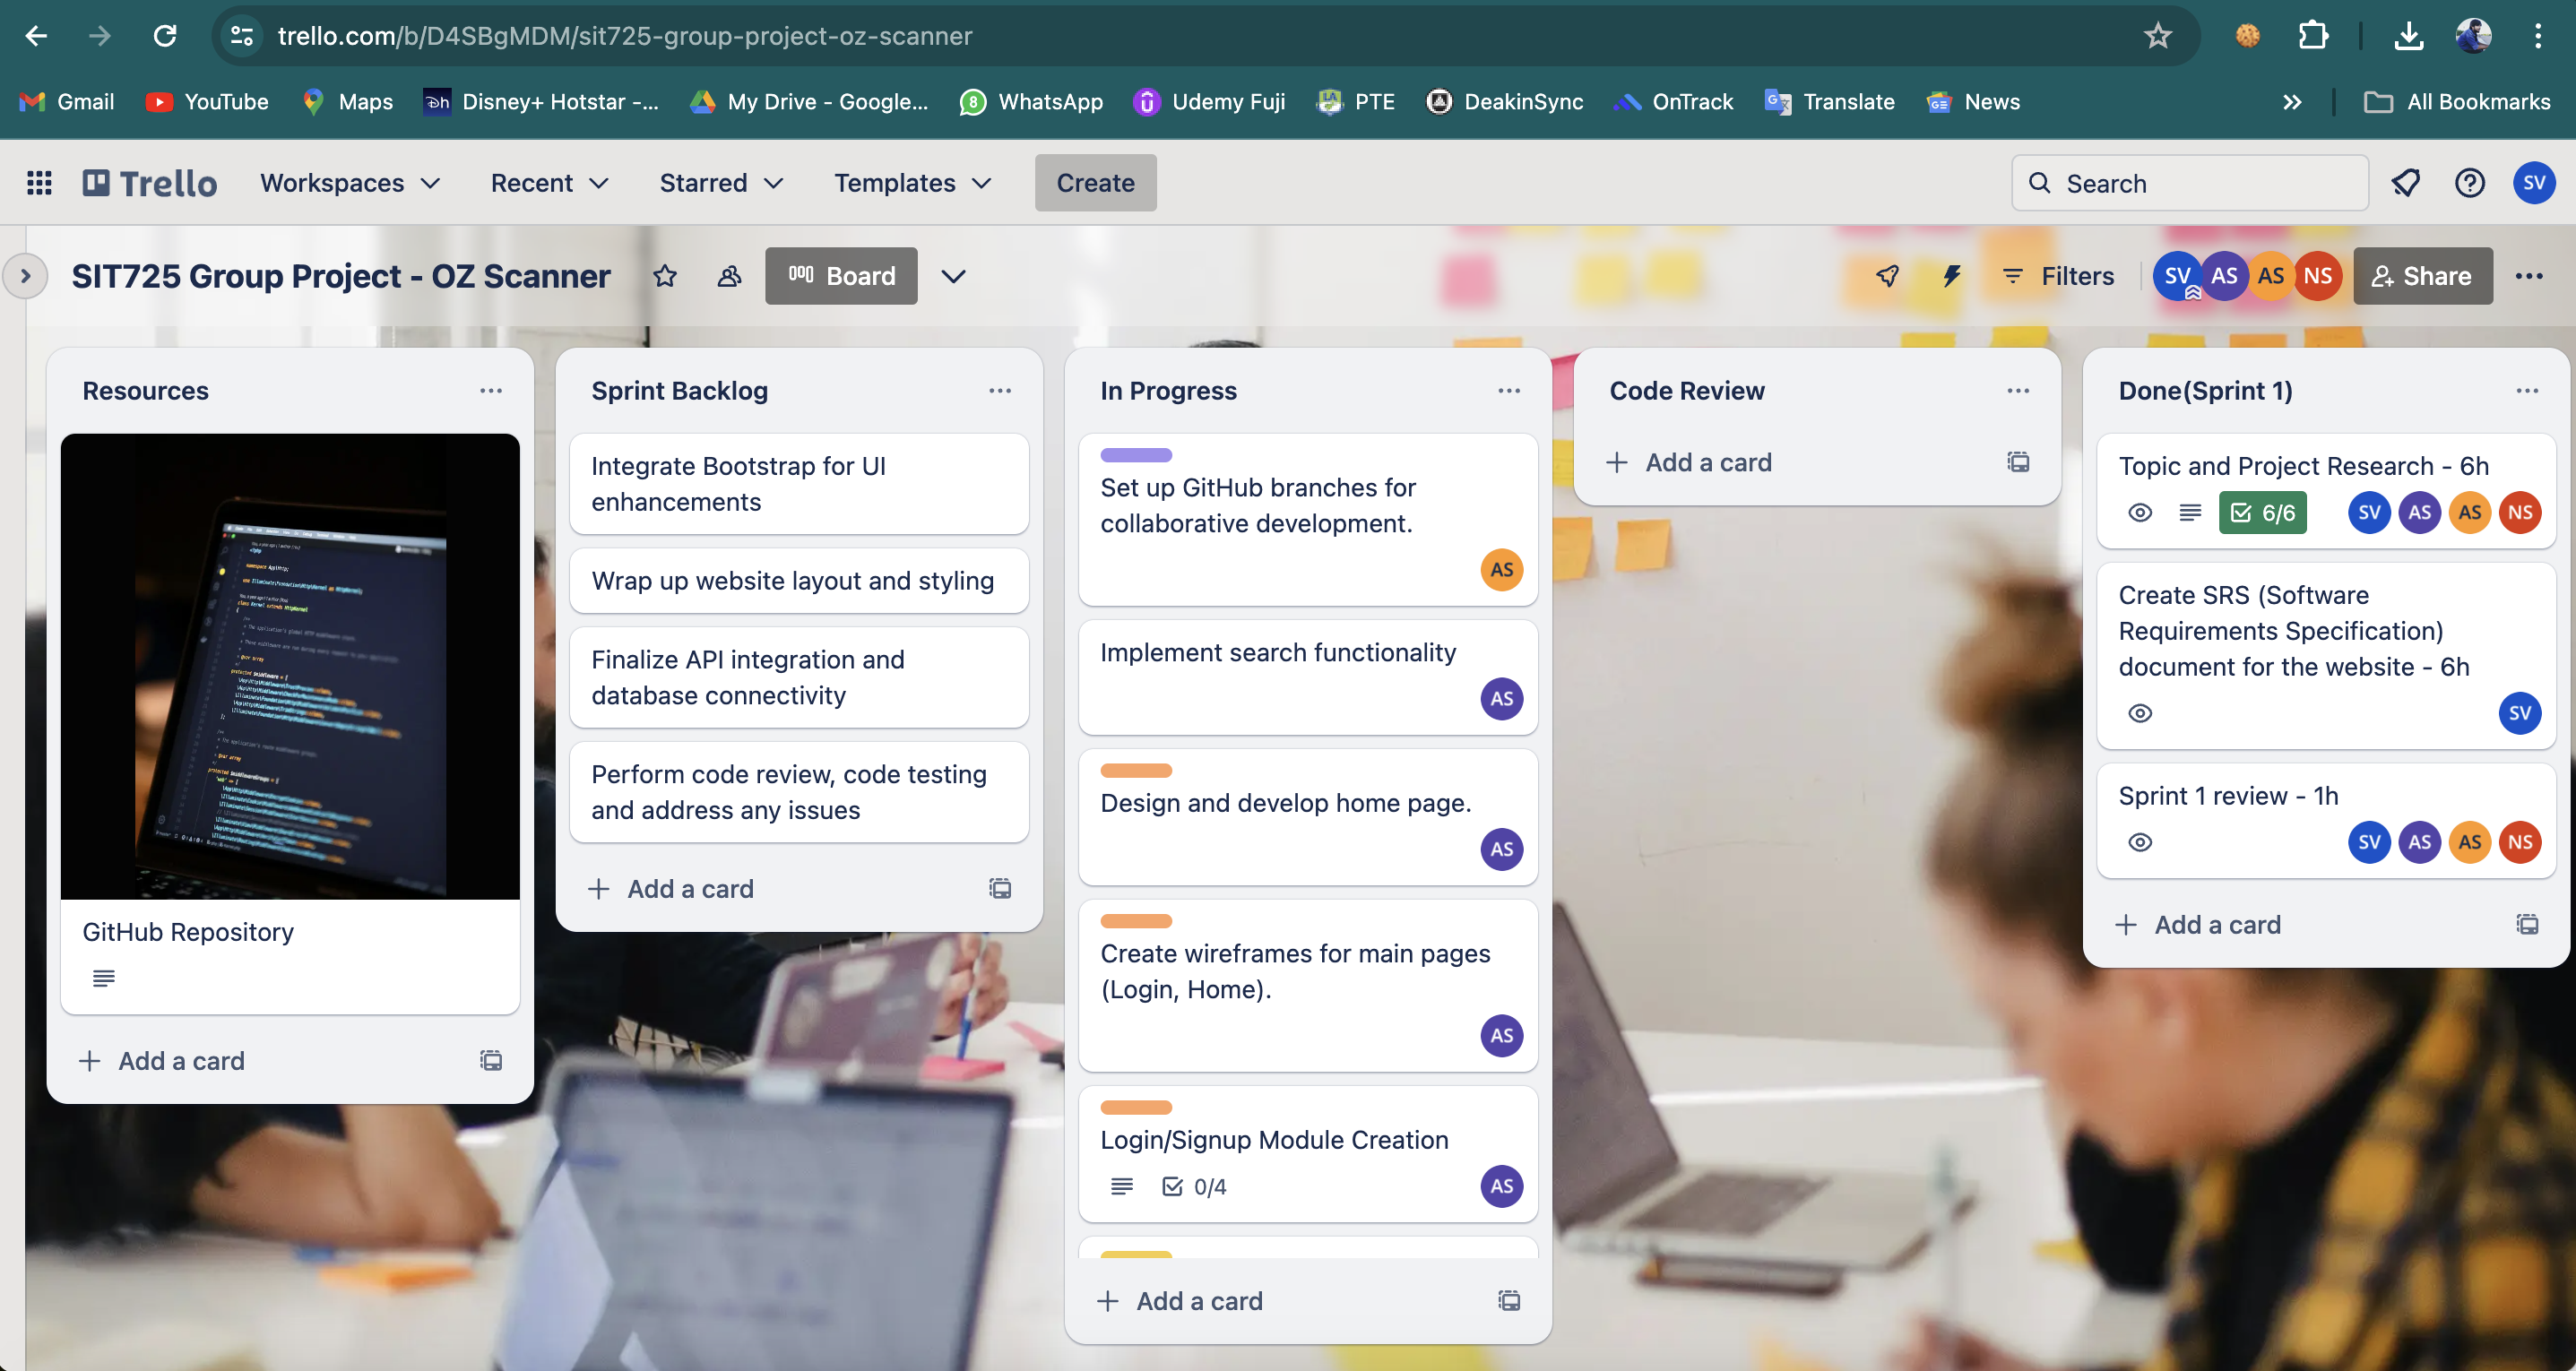 trello.com/b/D4SBgMDM/sit725-group-project-oz-scanner
Gmail
YouTube
Maps
Disney+ Hotstar -...
My Drive - Google...
WhatsApp
Udemy Fuji
PTE
DeakinSync
OnTrack
Translate
News
All Bookmarks
Trello
Workspaces
Recent
Starred
Templates
Create
Search
SV
SIT725 Group Project - OZ Scanner
Board
Filters
SV
AS
AS
NS
Share
Resources
GitHub Repository
Add a card
Sprint Backlog
Integrate Bootstrap for UI
enhancements
Wrap up website layout and styling
Finalize API integration and
database connectivity
Perform code review, code testing
and address any issues
Add a card
In Progress
Set up GitHub branches for
collaborative development.
AS
Implement search functionality
AS
Design and develop home page.
AS
Create wireframes for main pages
(Login, Home).
AS
Login/Signup Module Creation
0/4
AS
Add a card
Code Review
Add a card
Done(Sprint 1)
Topic and Project Research - 6h
6/6
SV
AS
AS
NS
Create SRS (Software
Requirements Specification)
document for the website - 6h
SV
Sprint 1 review - 1h
SV
AS
AS
NS
Add a card